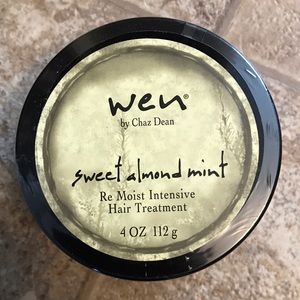 wen®
by Chaz Dean
sweet almond mint
Re Moist Intensive
Hair Treatment
4 OZ 112 g